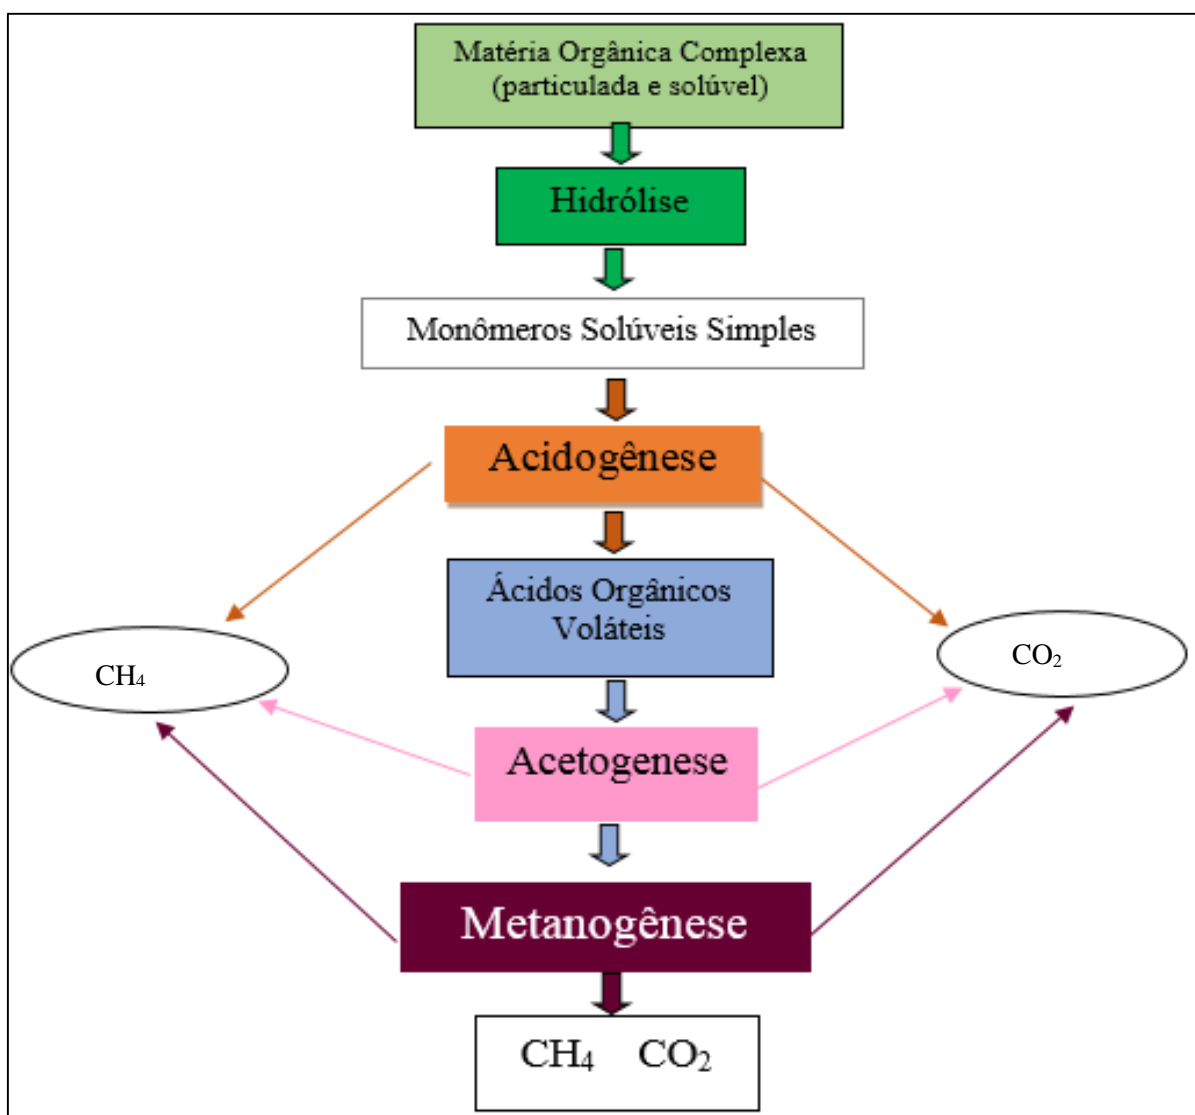 Matéria Orgânica Complexa
(particulada e solúvel)
Hidrólise
Monômeros Solúveis Simples
Acidogênese
Ácidos Orgânicos
Voláteis
CH₄
CO₂
Acetogenese
Metanogênese
CH₄ CO₂